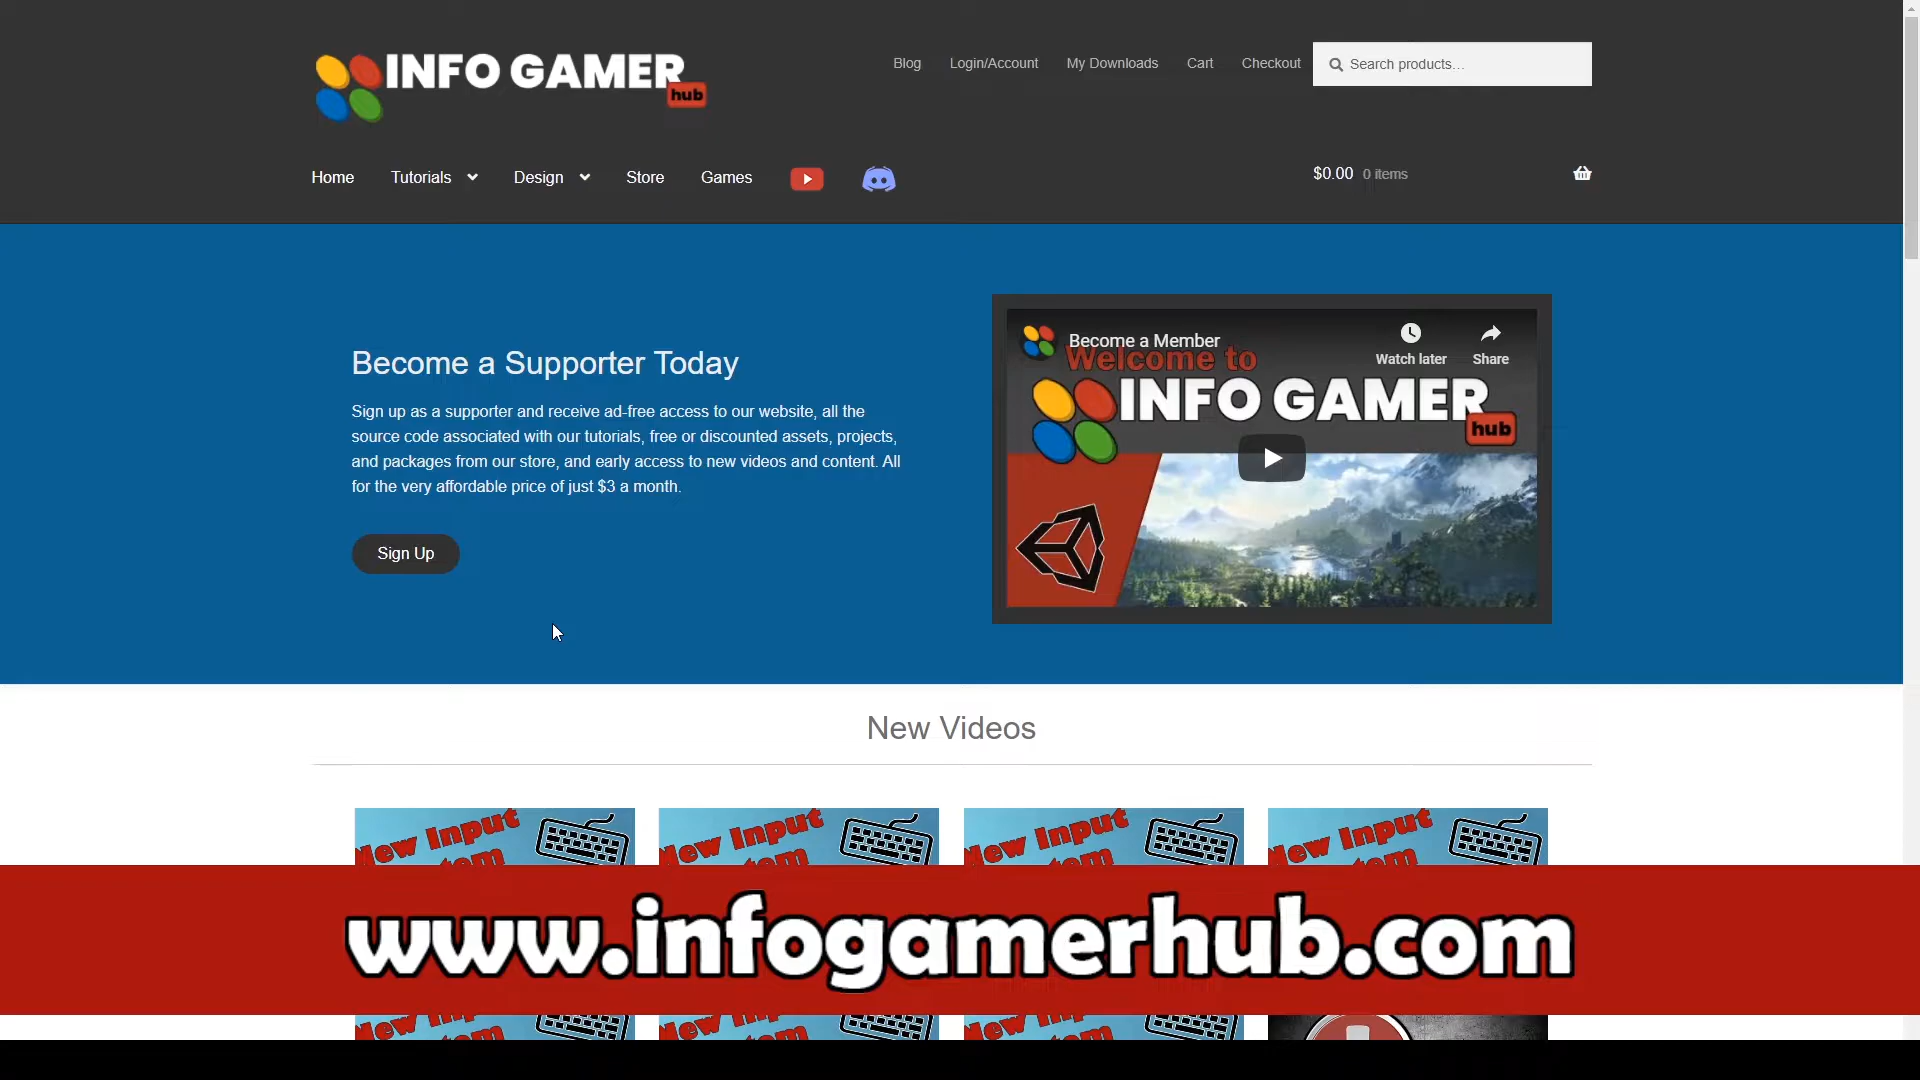 INFO GAMER
hub
Blog Login/Account My Downloads Cart Checkout Search products…
Home Tutorials Design Store Games $0.00 0 items
Become a Supporter Today
Sign up as a supporter and receive ad-free access to our website, all the
source code associated with our tutorials, free or discounted assets, projects,
and packages from our store, and early access to new videos and content. All
for the very affordable price of just $3 a month.
Sign Up
Become a Member
Watch later Share
Welcome to
INFO GAMER
hub
New Videos
New Input New Input New Input New Input
www.infogamerhub.com